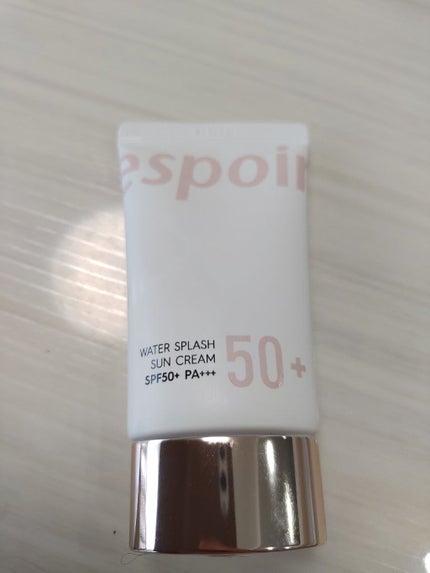 espoir
WATER SPLASH
SUN CREAM
SPF50+ PA+++
50+